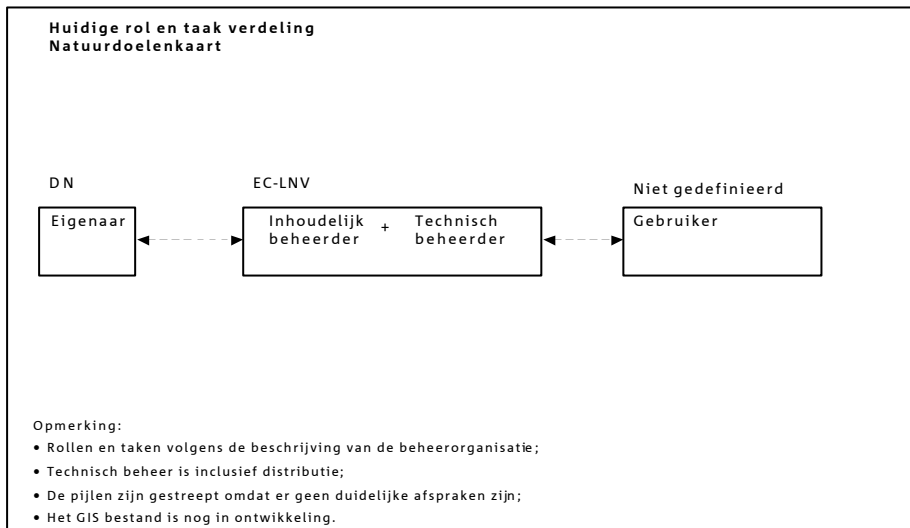 Huidige rol en taak verdeling
Natuurdoelenkaart
DN
EC-LNV
Niet gedefinieerd
Eigenaar
Inhoudelijk + Technisch
beheerder beheerder
Gebruiker
Opmerking:
• Rollen en taken volgens de beschrijving van de beheerorganisatie;
• Technisch beheer is inclusief distributie;
• De pijlen zijn gestreept omdat er geen duidelijke afspraken zijn;
• Het GIS bestand is nog in ontwikkeling.